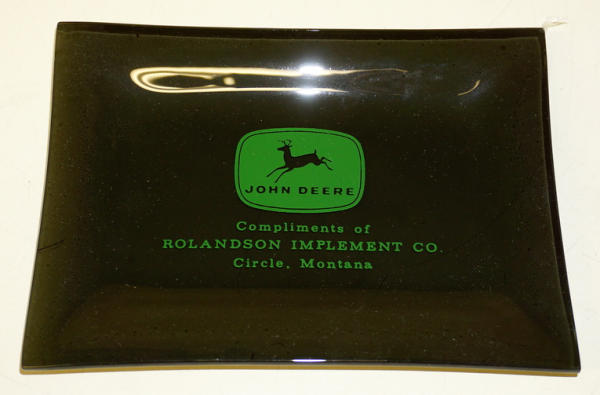 JOHN DEERE
Compliments of
ROLANDSON IMPLEMENT CO.
Circle, Montana